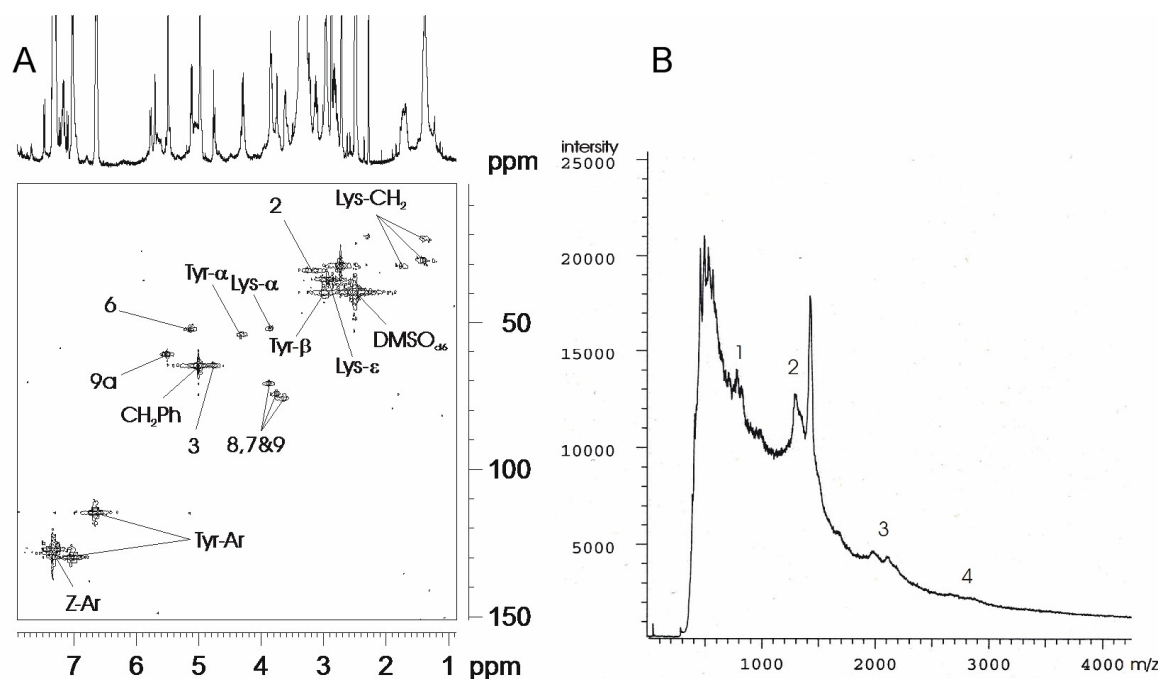 A
ppm
2
Lys-CH2
Tyr-α
Lys-α
6
50
Tyr-β
DMSOd6
9a
Lys-ε
CH2Ph
3
8,7&9
100
Tyr-Ar
Z-Ar
150
7 6 5 4 3 2 1 ppm
B
intersity
25000
20000
1
2
15000
10000
3
5000
4
1000 2000 3000 4000 m/z